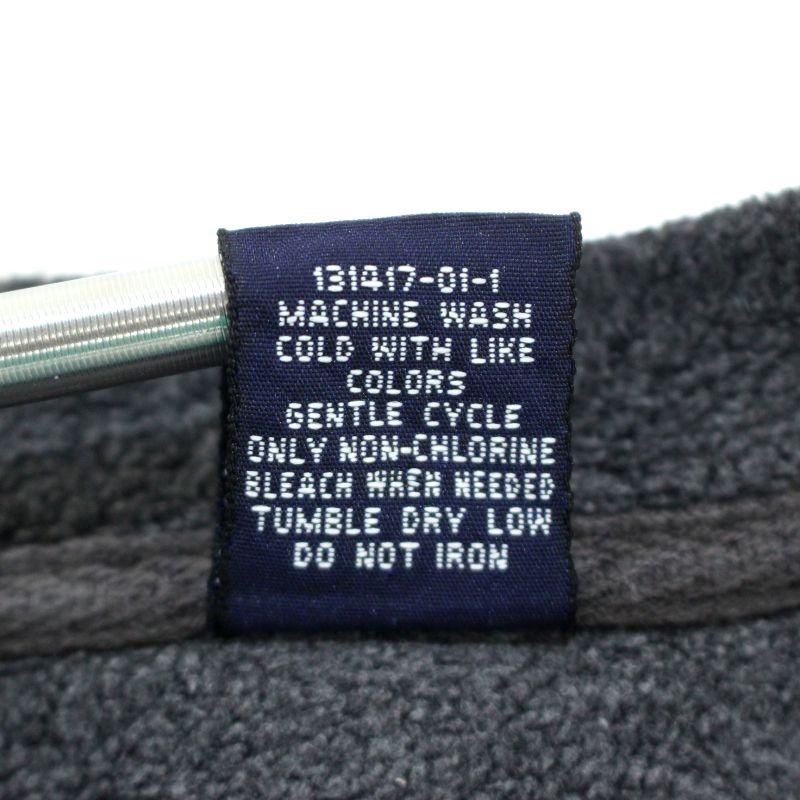 131417-01-1
MACHINE WASH
COLD WITH LIKE
COLORS
GENTLE CYCLE
ONLY NON-CHLORINE
BLEACH WHEN NEEDED
TUMBLE DRY LOW
DO NOT IRON